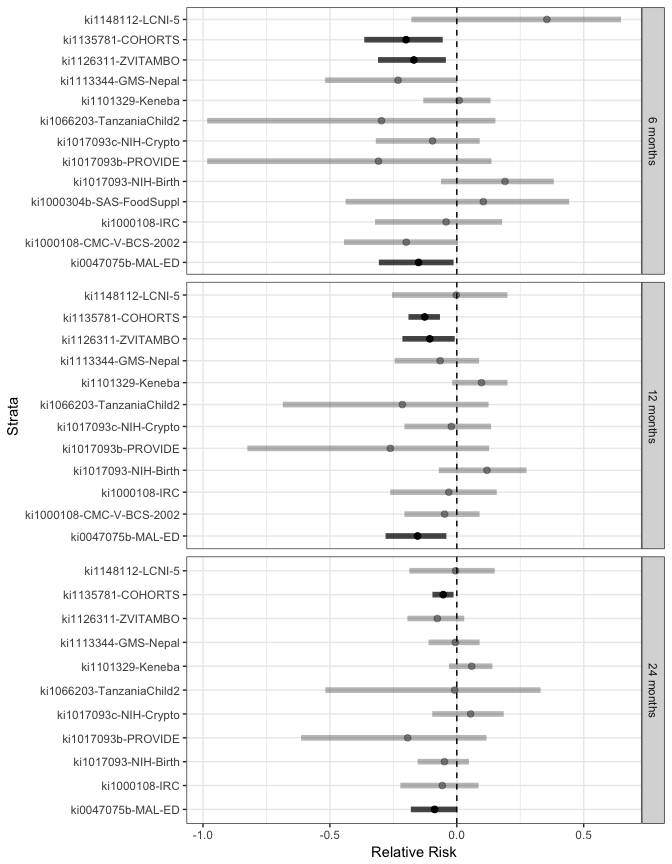 ki1148112-LCNI-5
ki1135781-COHORTS
ki1126311-ZVITAMBO
ki1113344-GMS-Nepal
ki1101329-Keneba
ki1066203-TanzaniaChild2
ki1017093c-NIH-Crypto
ki1017093b-PROVIDE
ki1017093-NIH-Birth
ki1000304b-SAS-FoodSuppl
ki1000108-IRC
ki1000108-CMC-V-BCS-2002
ki0047075b-MAL-ED
6 months
ki1148112-LCNI-5
ki1135781-COHORTS
ki1126311-ZVITAMBO
ki1113344-GMS-Nepal
ki1101329-Keneba
ki1066203-TanzaniaChild2
ki1017093c-NIH-Crypto
ki1017093b-PROVIDE
ki1017093-NIH-Birth
ki1000108-IRC
ki1000108-CMC-V-BCS-2002
ki0047075b-MAL-ED
12 months
Strata
ki1148112-LCNI-5
ki1135781-COHORTS
ki1126311-ZVITAMBO
ki1113344-GMS-Nepal
ki1101329-Keneba
ki1066203-TanzaniaChild2
ki1017093c-NIH-Crypto
ki1017093b-PROVIDE
ki1017093-NIH-Birth
ki1000108-IRC
ki0047075b-MAL-ED
24 months
-1.0 -0.5 0.0 0.5
Relative Risk